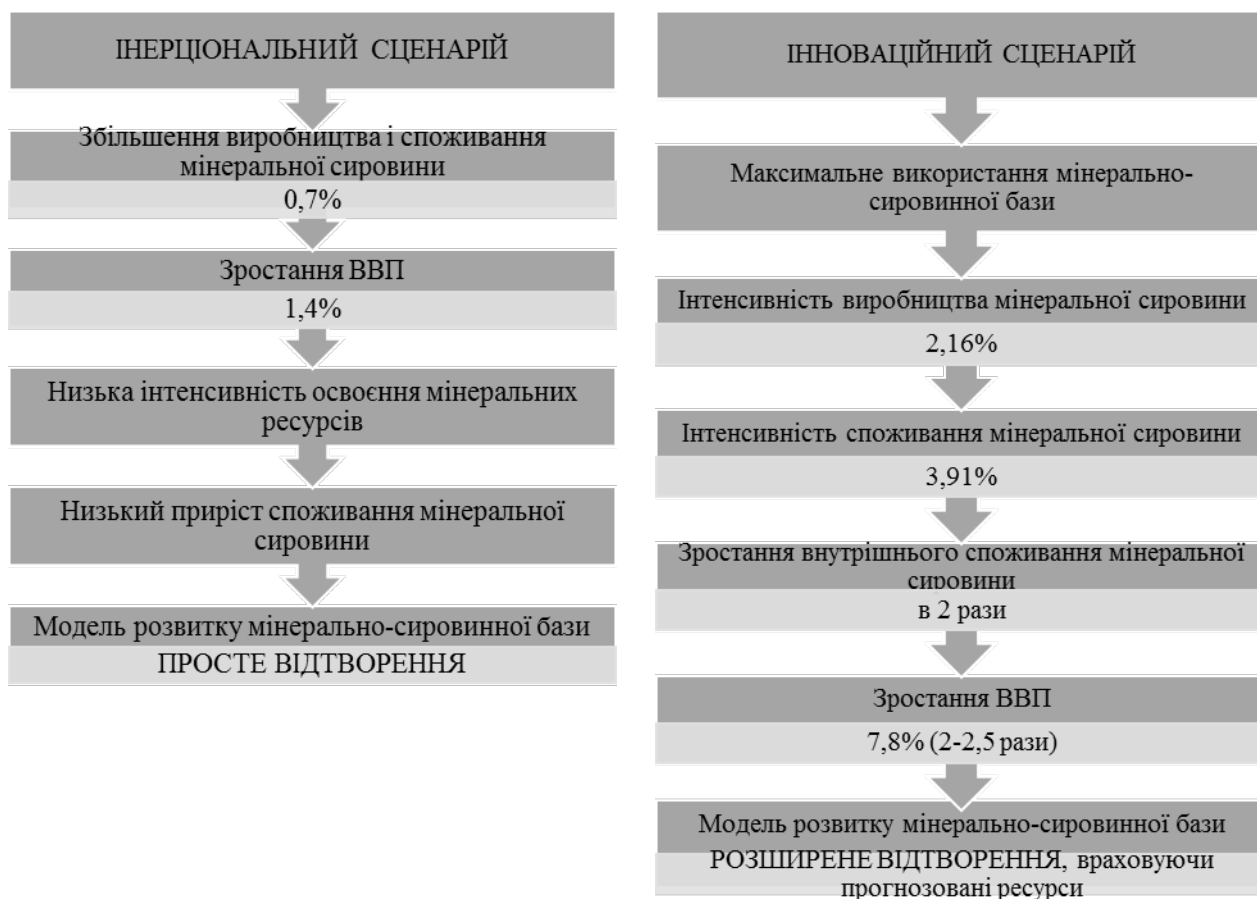 ІНЕРЦІОНАЛЬНИЙ СЦЕНАРІЙ
Збільшення виробництва і споживання
мінеральної сировини
0,7%
Зростання ВВП
1,4%
Низька інтенсивність освоєння мінеральних
ресурсів
Низький приріст споживання мінеральної
сировини
Модель розвитку мінерально-сировинної бази
ПРОСТЕ ВІДТВОРЕННЯ
ІННОВАЦІЙНИЙ СЦЕНАРІЙ
Максимальне використання мінерально-
сировинної бази
Інтенсивність виробництва мінеральної сировини
2,16%
Інтенсивність споживання мінеральної сировини
3,91%
Зростання внутрішнього споживання мінеральної
сировини
в 2 рази
Зростання ВВП
7,8% (2-2,5 рази)
Модель розвитку мінерально-сировинної бази
РОЗШИРЕНЕ ВІДТВОРЕННЯ, враховуючи
прогнозовані ресурси